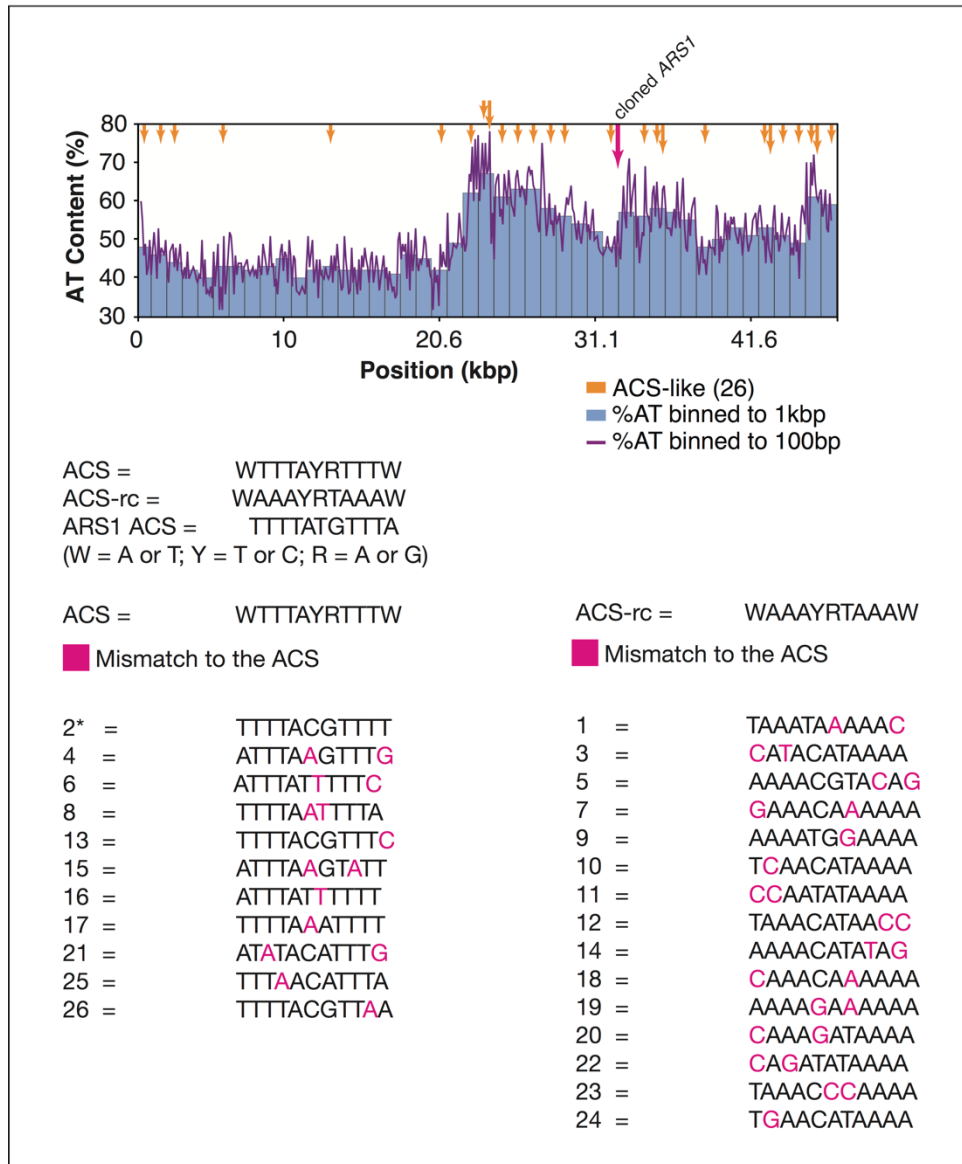 cloned ARS1
80
70
60
50
40
30
AT Content (%)
0 10 20.6 31.1 41.6
Position (kbp)
ACS-like (26)
%AT binned to 1kbp
%AT binned to 100bp
ACS = WTTTAYRTTTW
ACS-rc = WAAAYRTAAAW
ARS1 ACS = TTTTATGTTTA
(W = A or T; Y = T or C; R = A or G)
ACS = WTTTAYRTTTW
Mismatch to the ACS
2* = TTTTACGTTTT
4 = ATTTAAGTTTG
6 = ATTTATTTTTC
8 = TTTTAATTTTA
13 = TTTTACGTTTC
15 = ATTTAAGTATT
16 = ATTTATTTTTT
17 = TTTTAAATTTT
21 = ATATACATTTG
25 = TTTAACATTTA
26 = TTTTACGTTAA
ACS-rc = WAAAYRTAAAW
Mismatch to the ACS
1 = TAAATAAAAAC
3 = CATACATAAAA
5 = AAAACGTACAG
7 = GAAACAAAAAA
9 = AAAATGGAAAA
10 = TCAACATAAAA
11 = CCAATATAAAA
12 = TAAACATAACC
14 = AAAACATATAG
18 = CAAACAAAAAA
19 = AAAAGAAAAAA
20 = CAAAGATAAAA
22 = CAGATATAAAA
23 = TAAACCCAAAA
24 = TGAACATAAAA